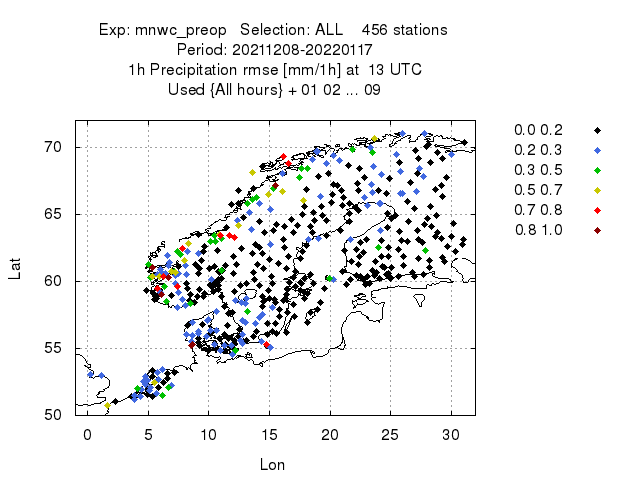 Exp: mnwc_preop   Selection: ALL    456 stations
Period: 20211208-20220117
1h Precipitation rmse [mm/1h] at  13 UTC
Used {All hours} + 01 02 ... 09
70
65
60
55
50
0 5 10 15 20 25 30
Lat
Lon
0.0 0.2
0.2 0.3
0.3 0.5
0.5 0.7
0.7 0.8
0.8 1.0